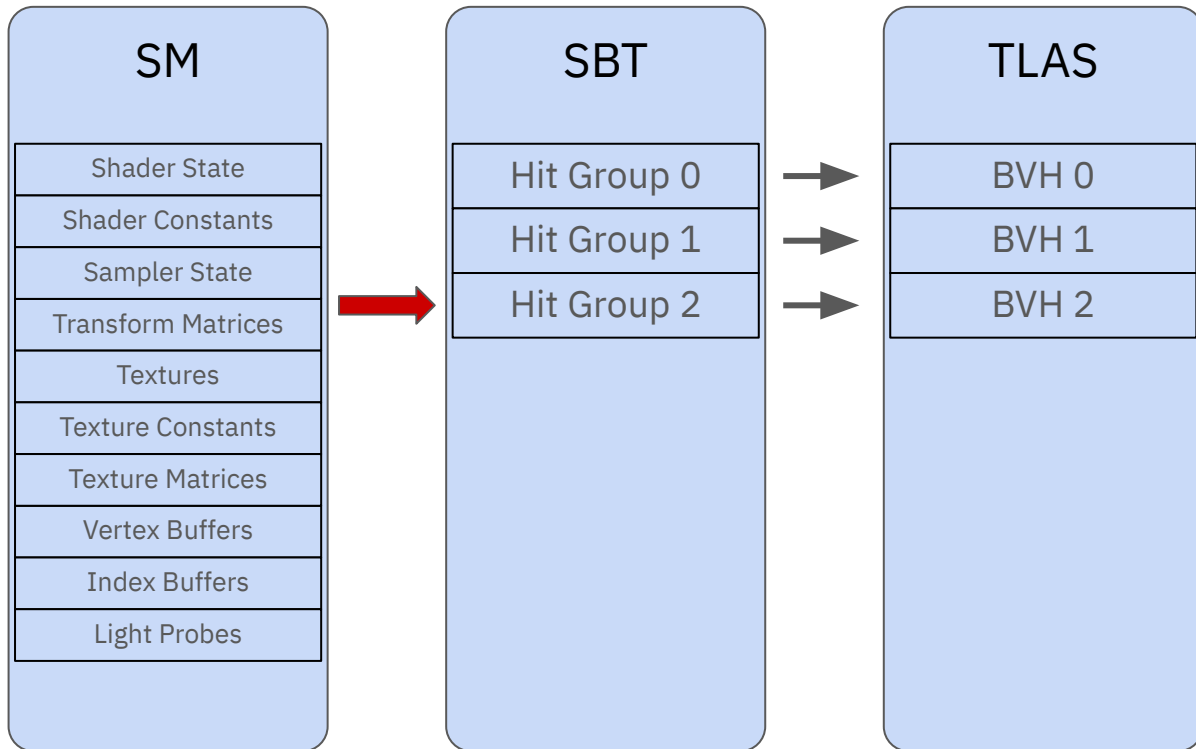 SM
Shader State
Shader Constants
Sampler State
Transform Matrices
Textures
Texture Constants
Texture Matrices
Vertex Buffers
Index Buffers
Light Probes
SBT
Hit Group 0
Hit Group 1
Hit Group 2
TLAS
BVH 0
BVH 1
BVH 2